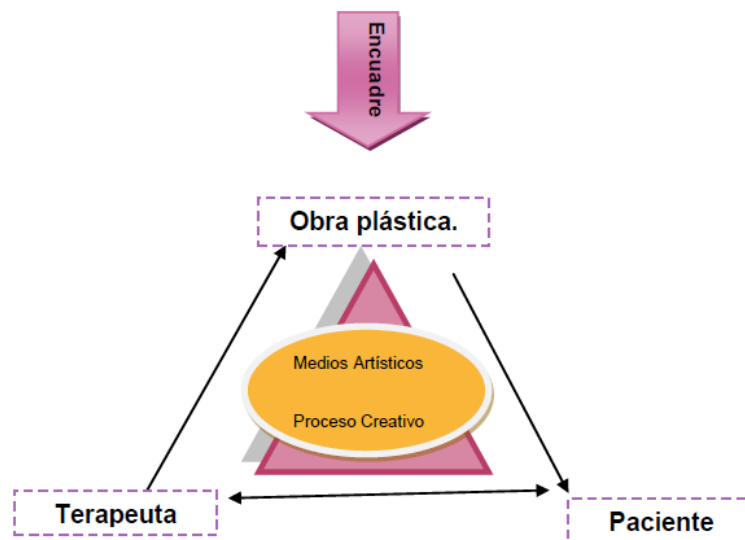 Encuadre
Obra plástica.
Medios Artísticos
Proceso Creativo
Terapeuta
Paciente